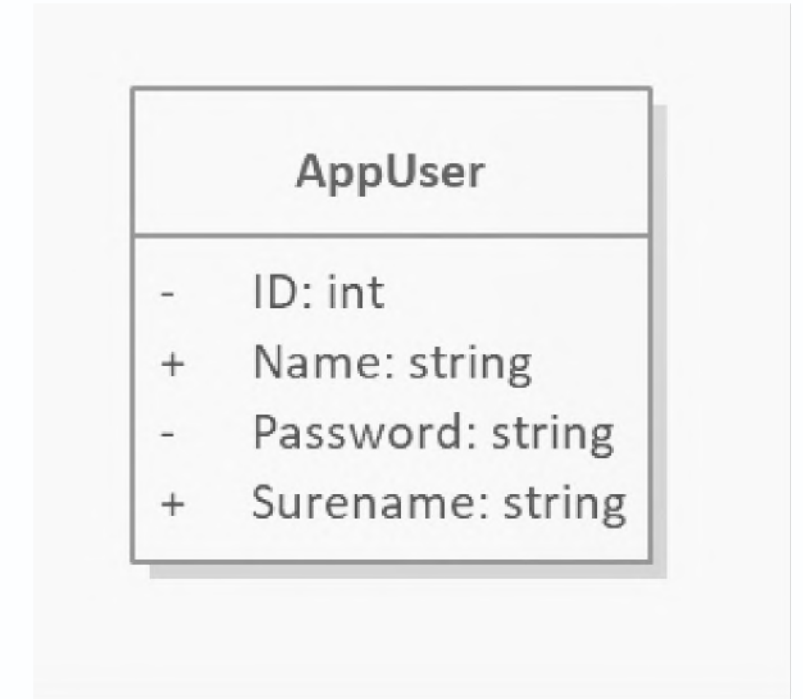 AppUser
- ID: int
+ Name: string
- Password: string
+ Surename: string